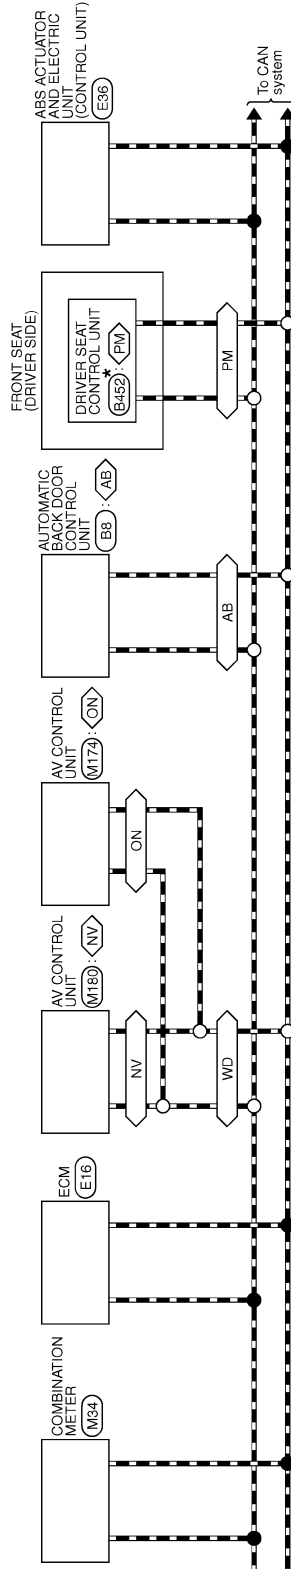 COMBINATION
METER
M34
ECM
E16
AV CONTROL
UNIT
M180 : NV
NV
WD
AV CONTROL
UNIT
M174 : ON
ON
AUTOMATIC
BACK DOOR
CONTROL
UNIT
B8 : AB
AB
FRONT SEAT
(DRIVER SIDE)
DRIVER SEAT
CONTROL UNIT
*
B452 : PM
PM
ABS ACTUATOR
AND ELECTRIC
UNIT
(CONTROL UNIT)
E36
To CAN
system